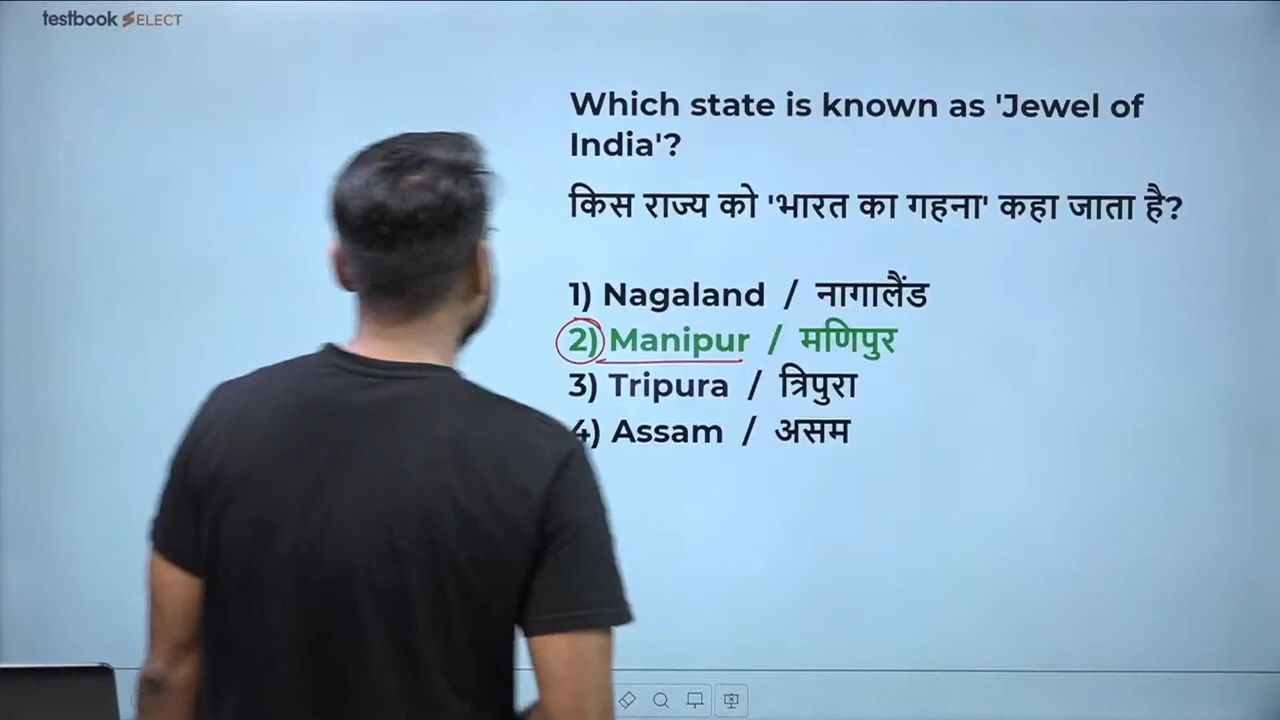 testbook SELECT
Which state is known as 'Jewel of
India'?
किस राज्य को 'भारत का गहना' कहा जाता है?
1) Nagaland / नागालैंड
2) Manipur / मणिपुर
3) Tripura / त्रिपुरा
4) Assam / असम